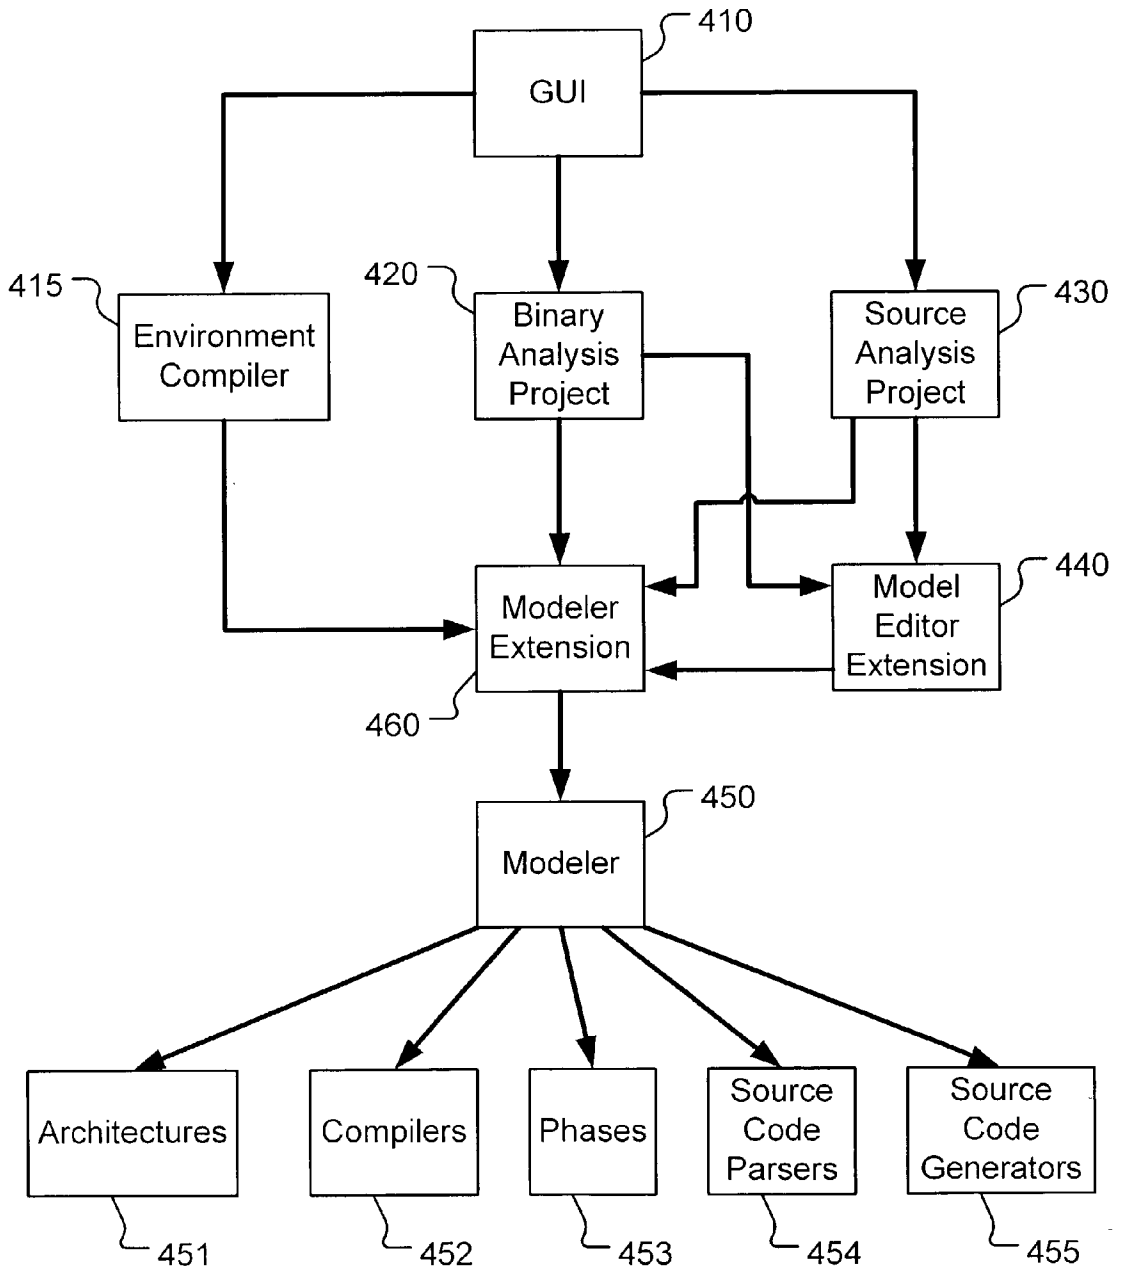 410
GUI
415
Environment
Compiler
420
Binary
Analysis
Project
430
Source
Analysis
Project
Modeler
Extension
460
440
Model
Editor
Extension
450
Modeler
Architectures
451
Compilers
452
Phases
453
Source
Code
Parsers
454
Source
Code
Generators
455